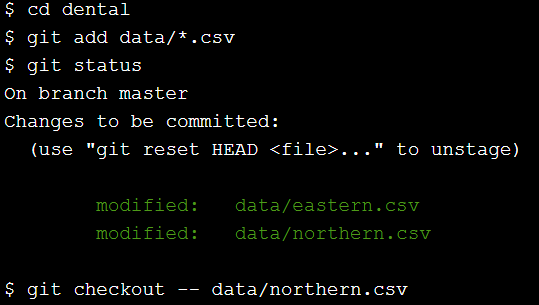 $ cd dental
$ git add data/*.csv
$ git status
On branch master
Changes to be committed:
  (use "git reset HEAD <file>..." to unstage)

        modified:   data/eastern.csv
        modified:   data/northern.csv

$ git checkout -- data/northern.csv